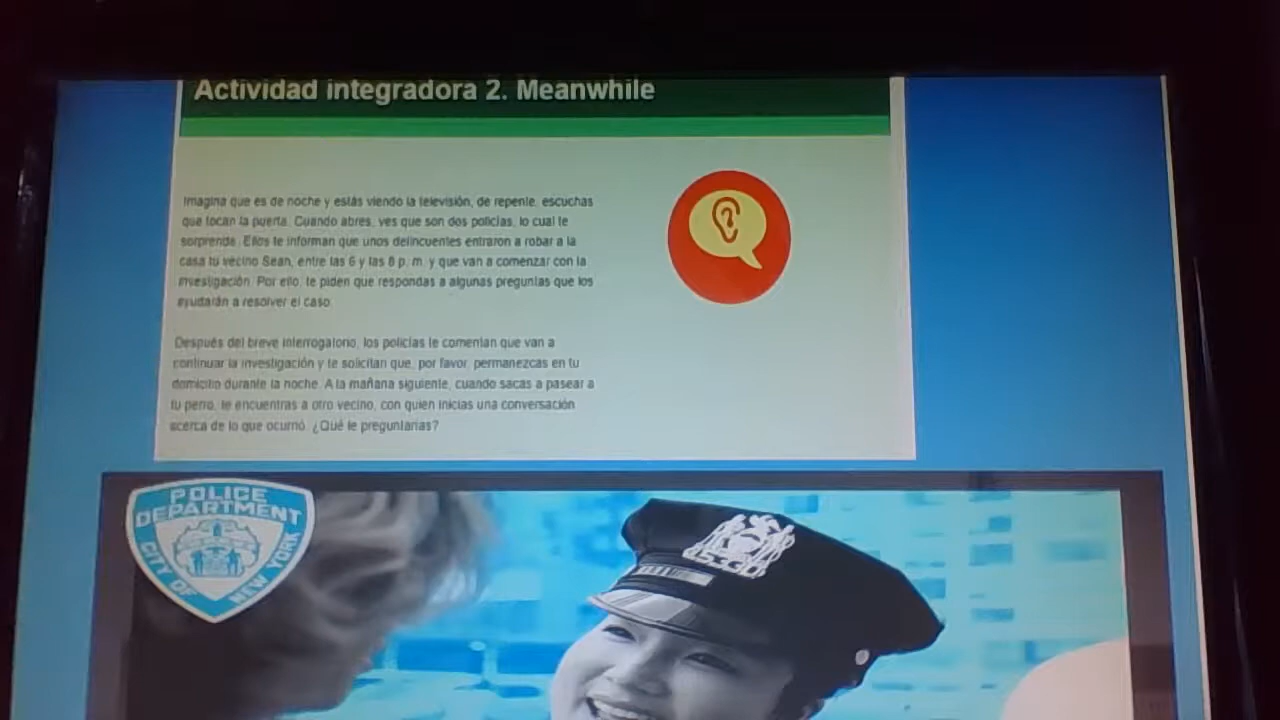 Actividad integradora 2. Meanwhile
Imagina que es de noche y estás viendo la televisión, de repente, escuchas
que tocan la puerta. Cuando abres, ves que son dos policías, lo cual te
sorprende. Ellos te informan que unos delincuentes entraron a robar a la
casa tu vecino Sean, entre las 6 y las 8 p. m. y que van a comenzar con la
investigación. Por ello, te piden que respondas a algunas preguntas que los
ayudarán a resolver el caso.
Después del breve interrogatorio, los policías te comentan que van a
continuar la investigación y te solicitan que, por favor, permanezcas en tu
domicilio durante la noche. A la mañana siguiente, cuando sacas a pasear a
tu perro, te encuentras a otro vecino, con quien inicias una conversación
acerca de lo que ocurrió. ¿Qué le preguntarías?
POLICE
DEPARTMENT
CITY OF
NEW YORK